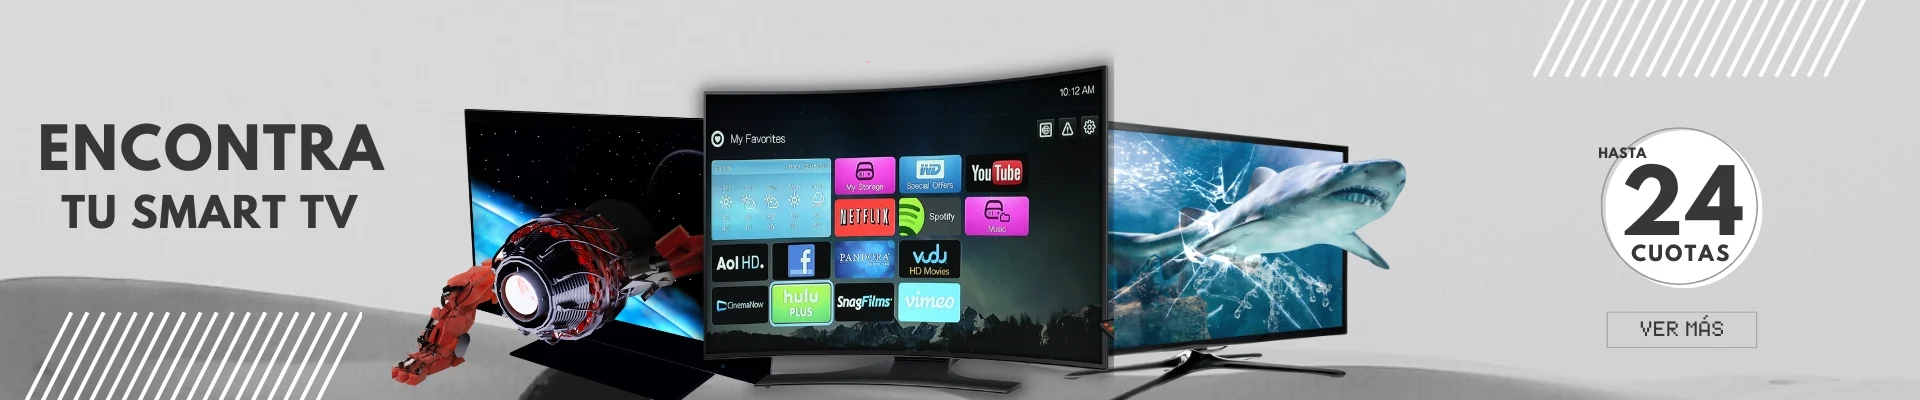 ENCONTRA
TU SMART TV
10:12 AM
My Favorites
My Storage
WD
Special Offers
YouTube
NETFLIX
Spotify
Music
Aol HD.
f
PANDORA
vudu
HD Movies
CinemaNow
hulu
PLUS
SnagFilms
vimeo
HASTA
24
CUOTAS
VER MÁS